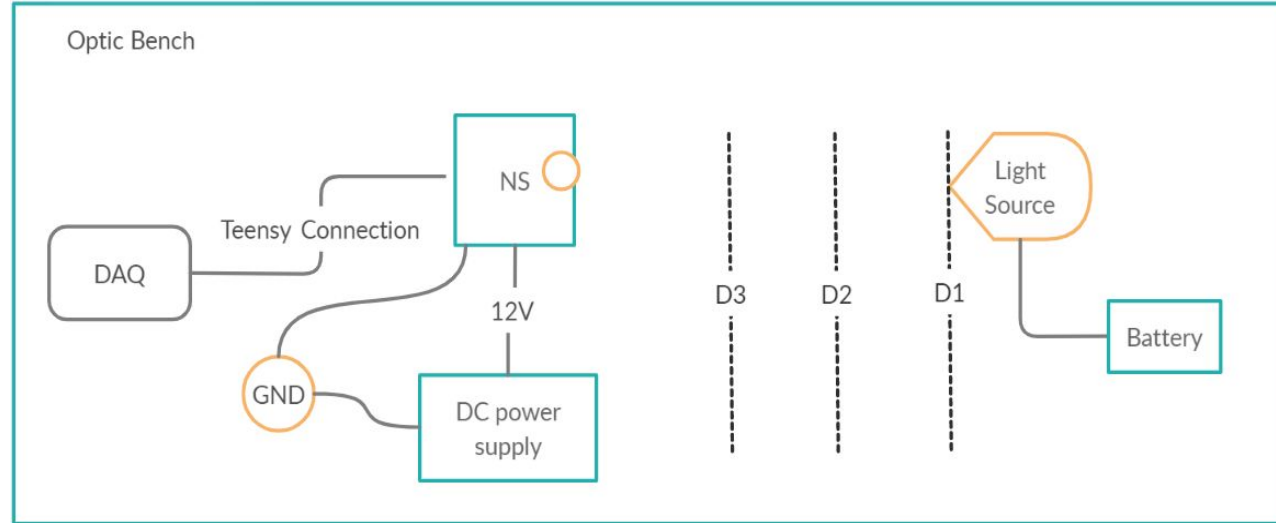 Optic Bench
NS
Light
Source
Teensy Connection
DAQ
D3
D2
D1
12V
Battery
GND
DC power
supply